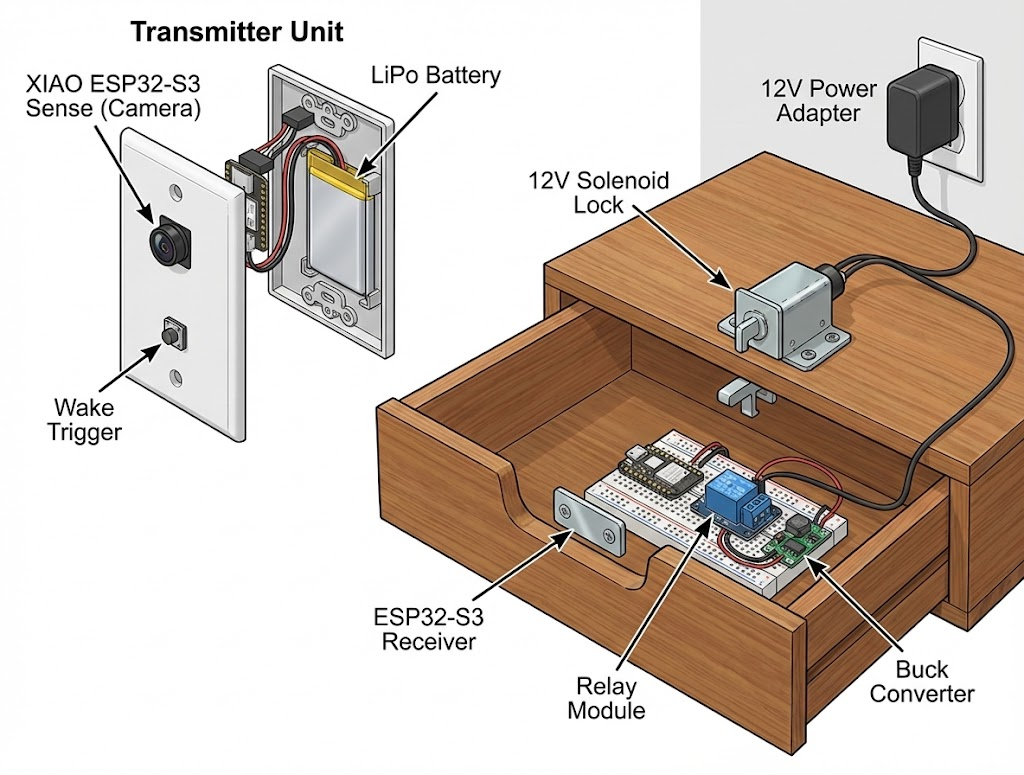 Transmitter Unit
XIAO ESP32-S3
Sense (Camera)
LiPo Battery
12V Power
Adapter
12V Solenoid
Lock
Wake
Trigger
ESP32-S3
Receiver
Relay
Module
Buck
Converter